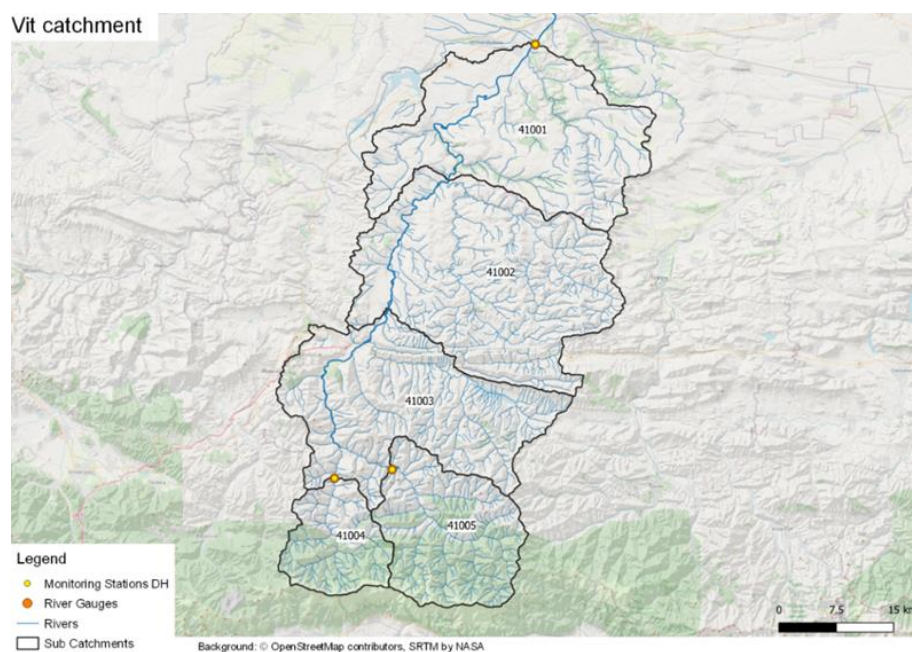 Vit catchment
41001
41002
41003
41004
41005
Legend
Monitoring Stations DH
River Gauges
Rivers
Sub Catchments
0 7.5 15 km
Background: © OpenStreetMap contributors, SRTM by NASA